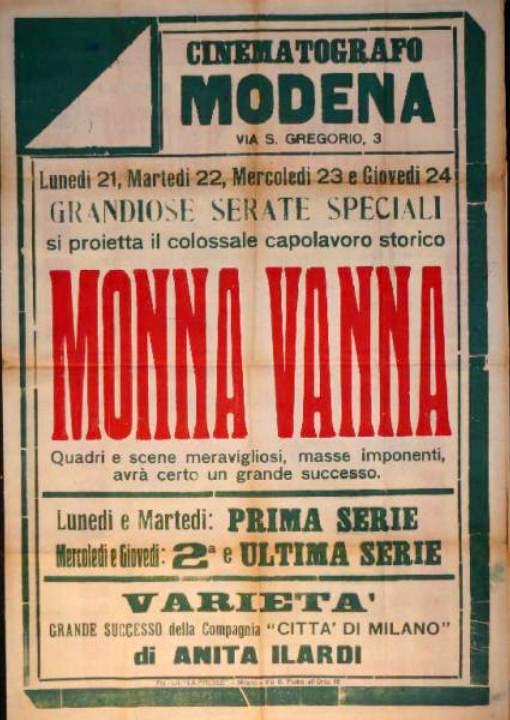 CINEMATOGRAFO
MODENA
VIA S. GREGORIO, 3
Lunedì 21, Martedì 22, Mercoledì 23 e Giovedì 24
GRANDIOSE SERATE SPECIALI
si proietta il colossale capolavoro storico
MONNA VANNA
Quadri e scene meravigliosi, masse imponenti,
avrà certo un grande successo.
Lunedì e Martedì: PRIMA SERIE
Mercoledì e Giovedì: 2ª e ULTIMA SERIE
VARIETA'
GRANDE SUCCESSO della Compagnia "CITTA' DI MILANO"
di ANITA ILARDI